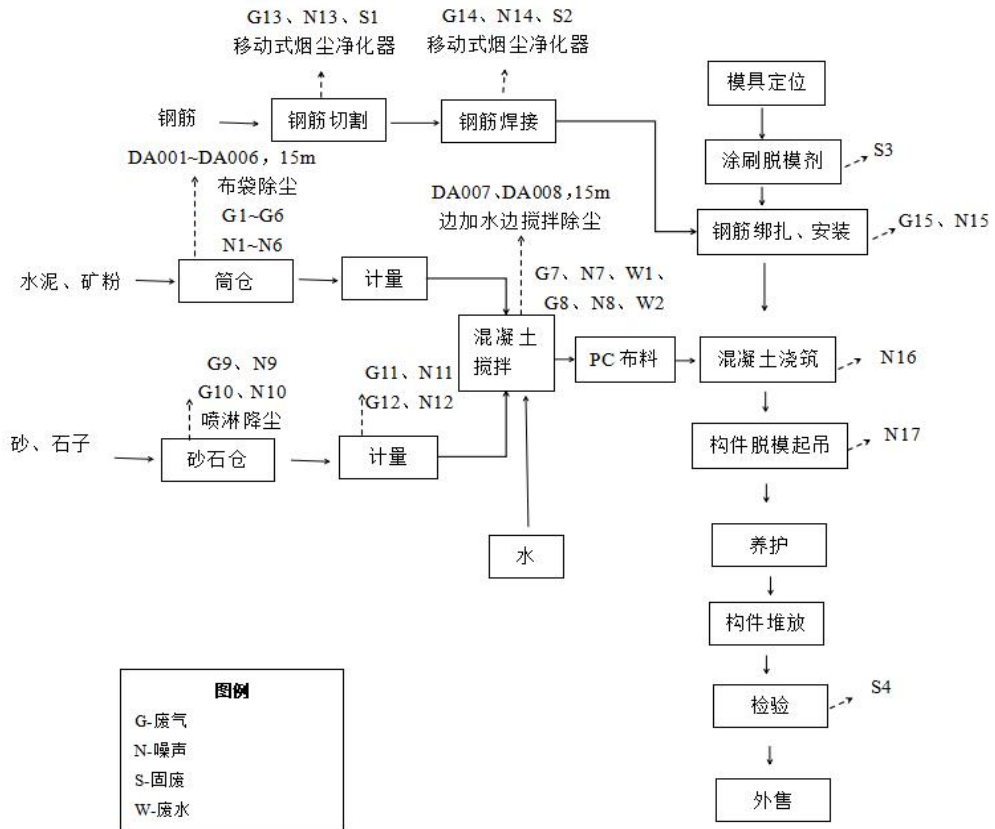 G13、N13、S1
移动式烟尘净化器
G14、N14、S2
移动式烟尘净化器
模具定位
钢筋
钢筋切割
钢筋焊接
涂刷脱模剂
S3
DA001~DA006，15m
布袋除尘
G1~G6
N1~N6
DA007、DA008，15m
边加水边搅拌除尘
钢筋绑扎、安装
G15、N15
水泥、矿粉
筒仓
计量
G7、N7、W1、
G8、N8、W2
混凝土
搅拌
PC 布料
混凝土浇筑
N16
G9、N9
G10、N10
喷淋降尘
G11、N11
G12、N12
砂、石子
砂石仓
计量
构件脱模起吊
N17
水
养护
构件堆放
检验
S4
外售
图例
G-废气
N-噪声
S-固废
W-废水